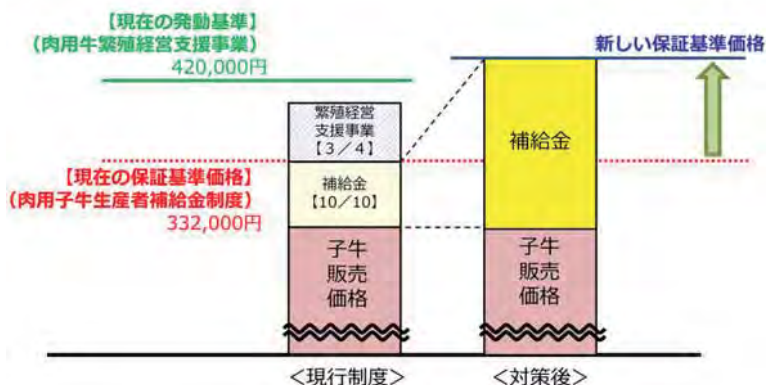 【現在の発動基準】
（肉用牛繁殖経営支援事業）
420,000円
新しい保証基準価格
繁殖経営
支援事業
【３／４】
補給金
【現在の保証基準価格】
（肉用子牛生産者補給金制度）
332,000円
補給金
【10／10】
子牛
販売
価格
子牛
販売
価格
＜現行制度＞
＜対策後＞